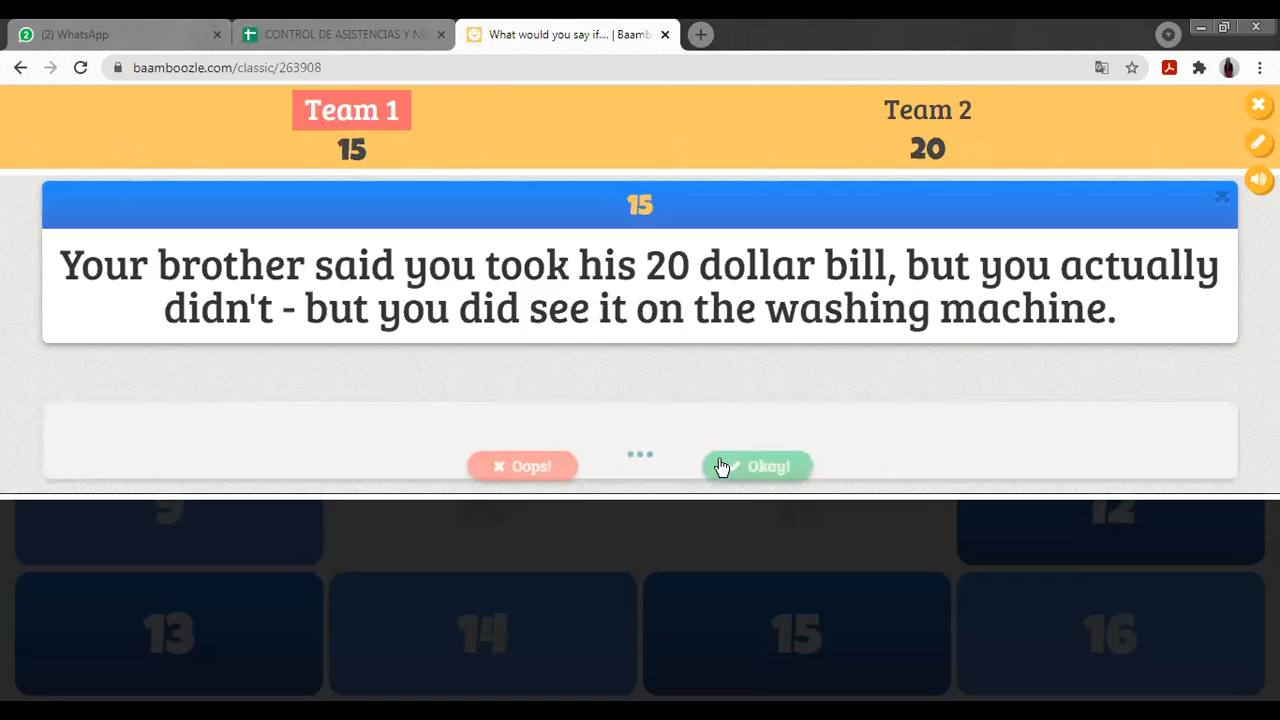 (2) WhatsApp
CONTROL DE ASISTENCIAS Y NO
What would you say if.... | Baamb
baamboozle.com/classic/263908
Team 1
Team 2
15
20
15
Your brother said you took his 20 dollar bill, but you actually
didn't - but you did see it on the washing machine.
Oops!
Okay!
9
12
13
14
15
16